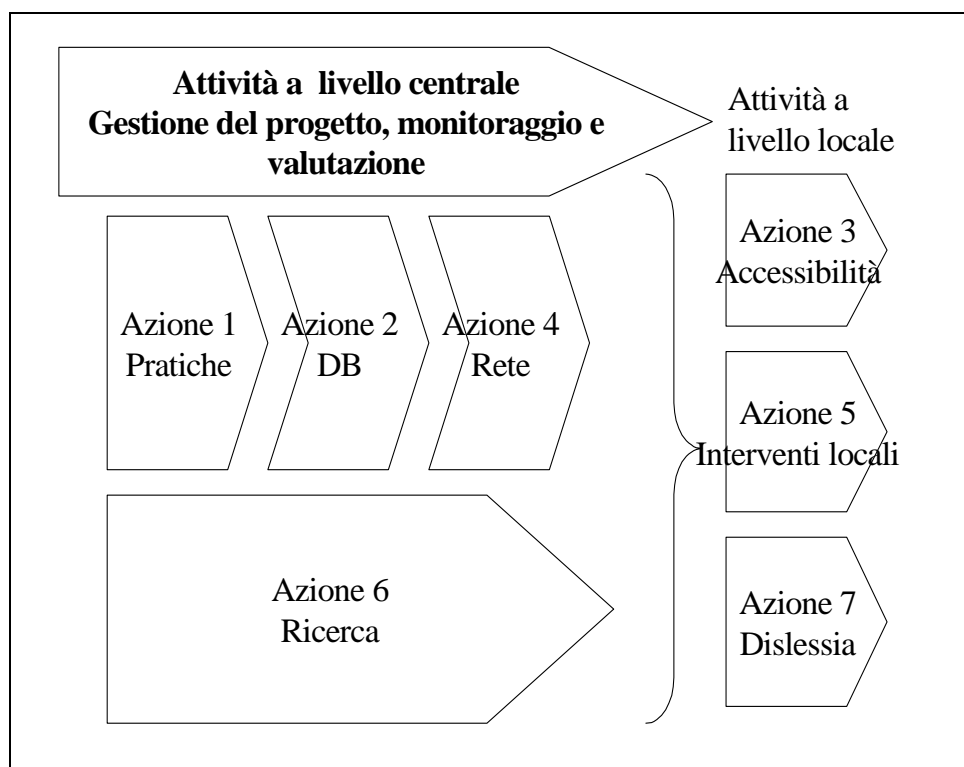 Attività a livello centrale
Gestione del progetto, monitoraggio e
valutazione
Attività a
livello locale
Azione 1
Pratiche
Azione 2
DB
Azione 4
Rete
Azione 6
Ricerca
Azione 3
Accessibilità
Azione 5
Interventi locali
Azione 7
Dislessia